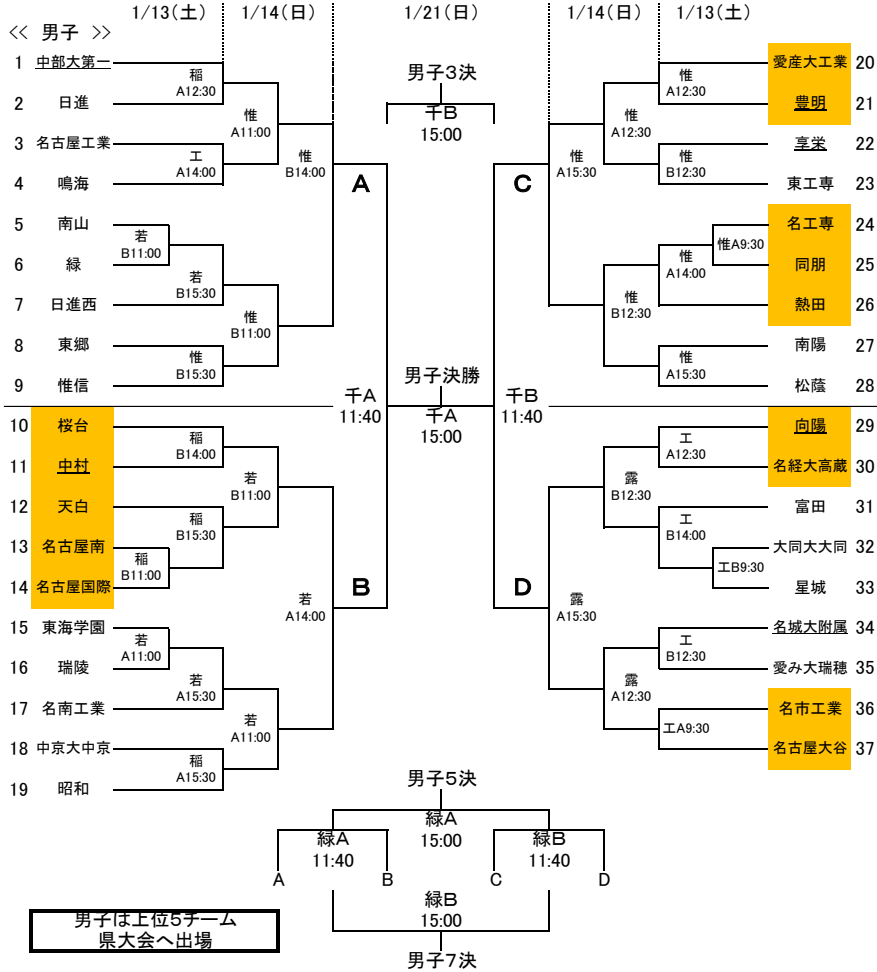 1/13(土) 1/14(日) 1/21(日) 1/14(日) 1/13(土)
<< 男子 >>
1 中部大第一
稲
A12:30
2 日進
惟
A11:00
3 名古屋工業
工
A14:00
4 鳴海
惟
B14:00
A
5 南山
若
B11:00
6 緑
若
B15:30
7 日進西
惟
B11:00
8 東郷
惟
B15:30
9 惟信
10 桜台
稲
B14:00
11 中村
若
B11:00
12 天白
稲
B15:30
13 名古屋南
稲
B11:00
14 名古屋国際
若
A14:00
B
15 東海学園
若
A11:00
16 瑞陵
若
A15:30
17 名南工業
若
A11:00
18 中京大中京
稲
A15:30
19 昭和
男子3決
千B
15:00
千A
11:40
男子決勝
千A
15:00
千B
11:40
愛産大工業 20
惟
A12:30
豊明 21
惟
A12:30
享栄 22
惟
B12:30
東工専 23
惟
A15:30
C
名工専 24
惟A9:30
同朋 25
惟
A14:00
熱田 26
惟
B12:30
南陽 27
惟
A15:30
松蔭 28
向陽 29
工
A12:30
名経大高蔵 30
露
B12:30
富田 31
工
B14:00
大同大大同 32
工B9:30
星城 33
露
A15:30
D
名城大附属 34
工
B12:30
愛み大瑞穂 35
露
A12:30
名市工業 36
工A9:30
名古屋大谷 37
男子5決
緑A
15:00
緑A
11:40
緑B
11:40
A B C D
緑B
15:00
男子7決
男子は上位5チーム
県大会へ出場